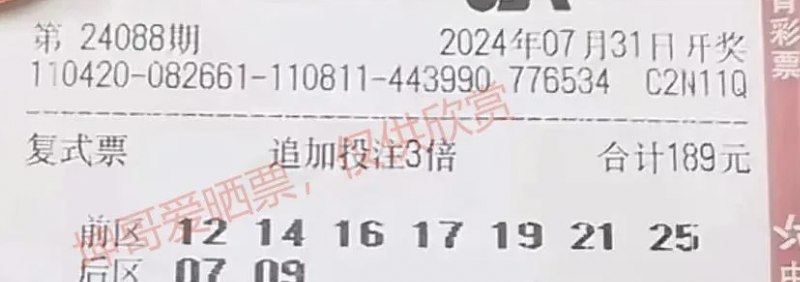 第 24088期 2024年07月31日开奖
110420-082661-110811-443990 776534 C2N11Q
复式票 追加投注3倍 合计189元
前区 12 14 16 17 19 21 25
后区 07 09
坤哥爱晒票，仅供欣赏
彩票